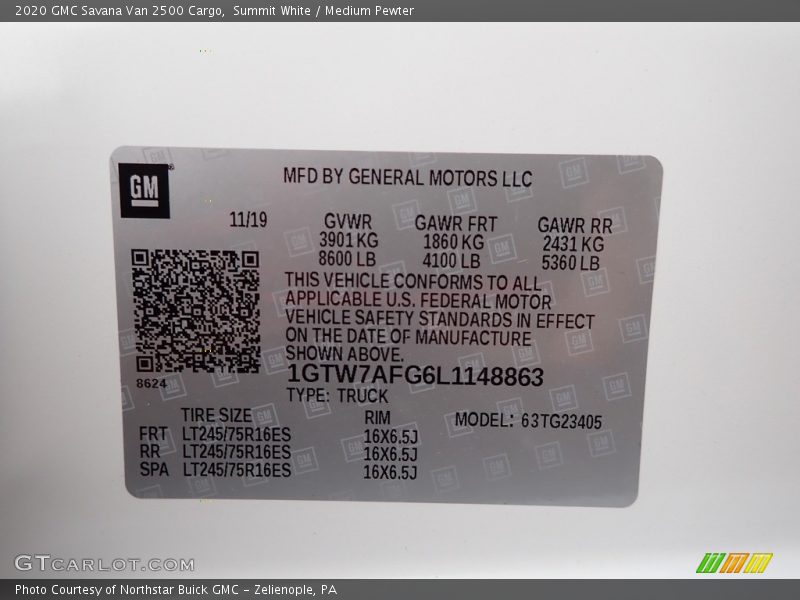 2020 GMC Savana Van 2500 Cargo, Summit White / Medium Pewter
GM
MFD BY GENERAL MOTORS LLC
11/19 GVWR GAWR FRT GAWR RR
3901 KG 1860 KG 2431 KG
8600 LB 4100 LB 5360 LB
THIS VEHICLE CONFORMS TO ALL
APPLICABLE U.S. FEDERAL MOTOR
VEHICLE SAFETY STANDARDS IN EFFECT
ON THE DATE OF MANUFACTURE
SHOWN ABOVE.
1GTW7AFG6L1148863
8624
TYPE: TRUCK
TIRE SIZE RIM MODEL: 63TG23405
FRT LT245/75R16ES 16X6.5J
RR LT245/75R16ES 16X6.5J
SPA LT245/75R16ES 16X6.5J
GTCARLOT.COM
Photo Courtesy of Northstar Buick GMC - Zelienople, PA